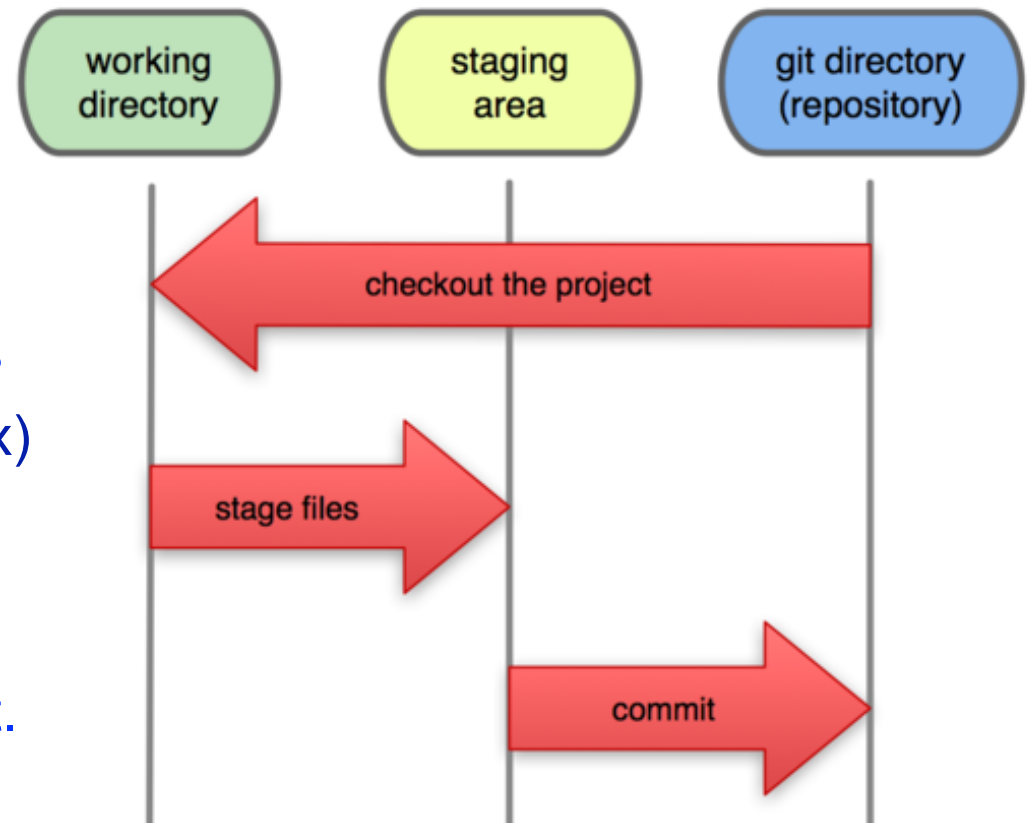 working
directory
staging
area
git directory
(repository)
checkout the project
x)
stage files
commit
.